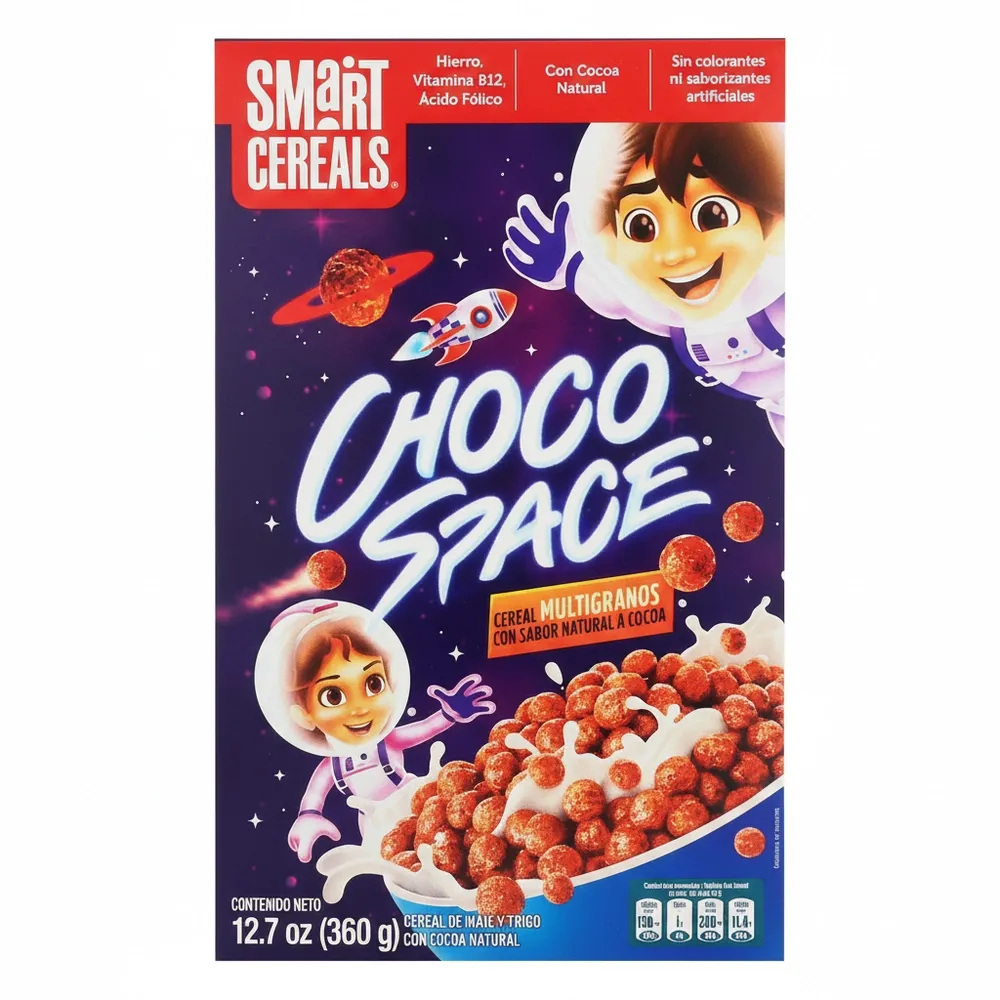 SMaRT
CEREALS®
Hierro,
Vitamina B12,
Ácido Fólico
Con Cocoa
Natural
Sin colorantes
ni saborizantes
artificiales
CHOCO
SPACE
CEREAL MULTIGRANOS
CON SABOR NATURAL A COCOA
CONTENIDO NETO
12.7 oz (360 g)
CEREAL DE MAIE Y TRIGO
CON COCOA NATURAL